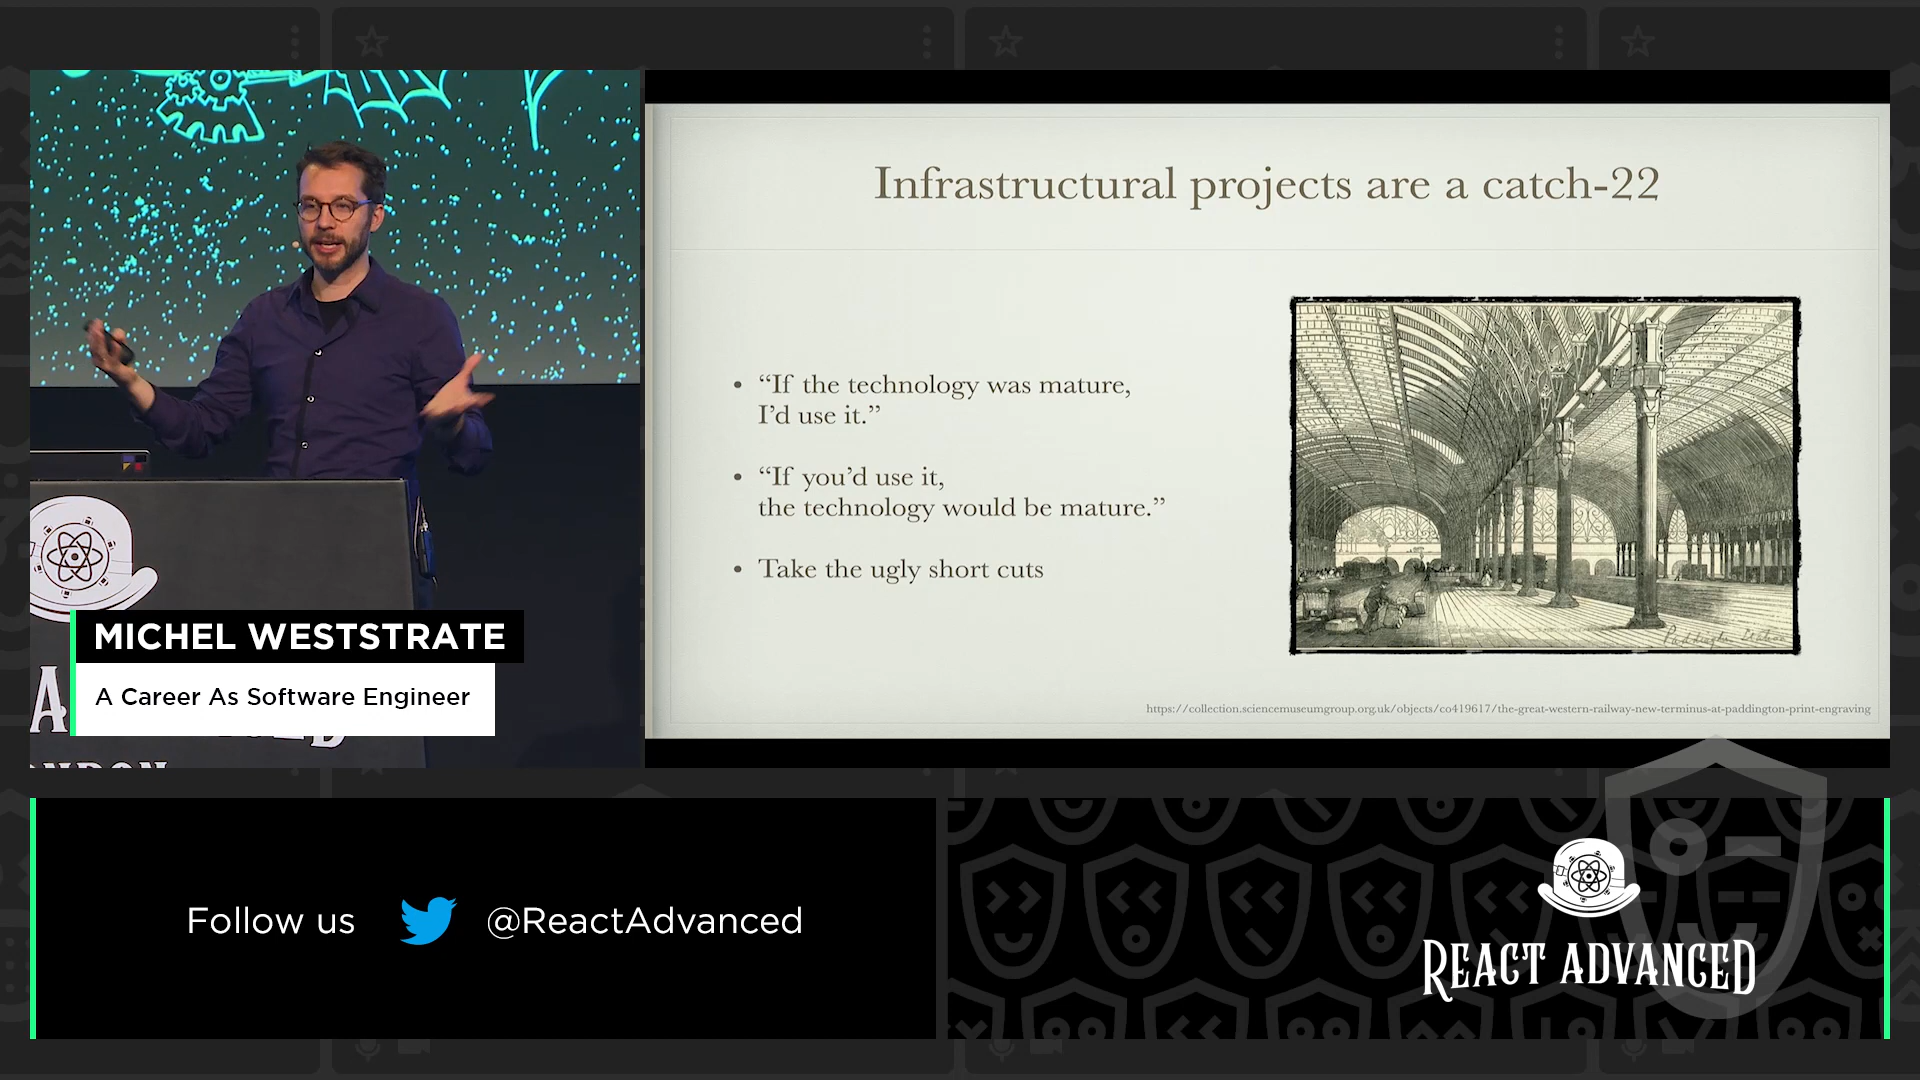 Infrastructural projects are a catch-22
• “If the technology was mature,
I’d use it.”
• “If you’d use it,
the technology would be mature.”
• Take the ugly short cuts
https://collection.sciencemuseumgroup.org.uk/objects/co419617/the-great-western-railway-new-terminus-at-paddington-print-engraving
MICHEL WESTSTRATE
A Career As Software Engineer
Follow us
@ReactAdvanced
REACT ADVANCED